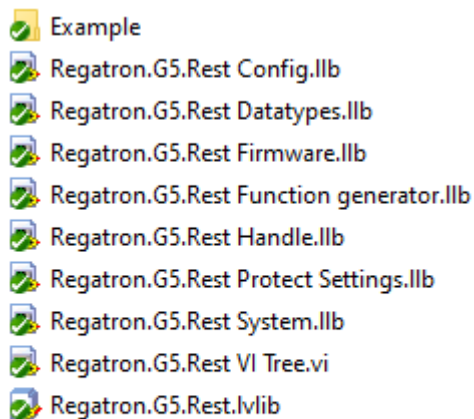 Example
Regatron.G5.Rest Config.llb
Regatron.G5.Rest Datatypes.llb
Regatron.G5.Rest Firmware.llb
Regatron.G5.Rest Function generator.llb
Regatron.G5.Rest Handle.llb
Regatron.G5.Rest Protect Settings.llb
Regatron.G5.Rest System.llb
Regatron.G5.Rest VI Tree.vi
Regatron.G5.Rest.lvlib